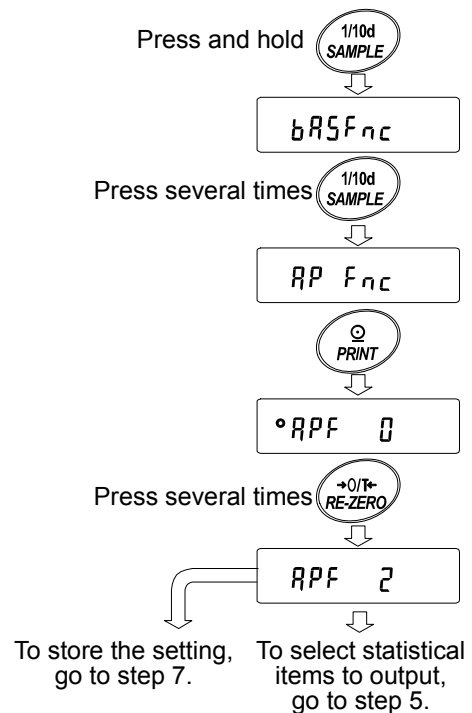 Press and hold
1/10d
SAMPLE
bASFnc
Press several times
1/10d
SAMPLE
AP Fnc
PRINT
°APF 0
Press several times
→0/T←
RE-ZERO
APF 2
To store the setting,
go to step 7.
To select statistical
items to output,
go to step 5.